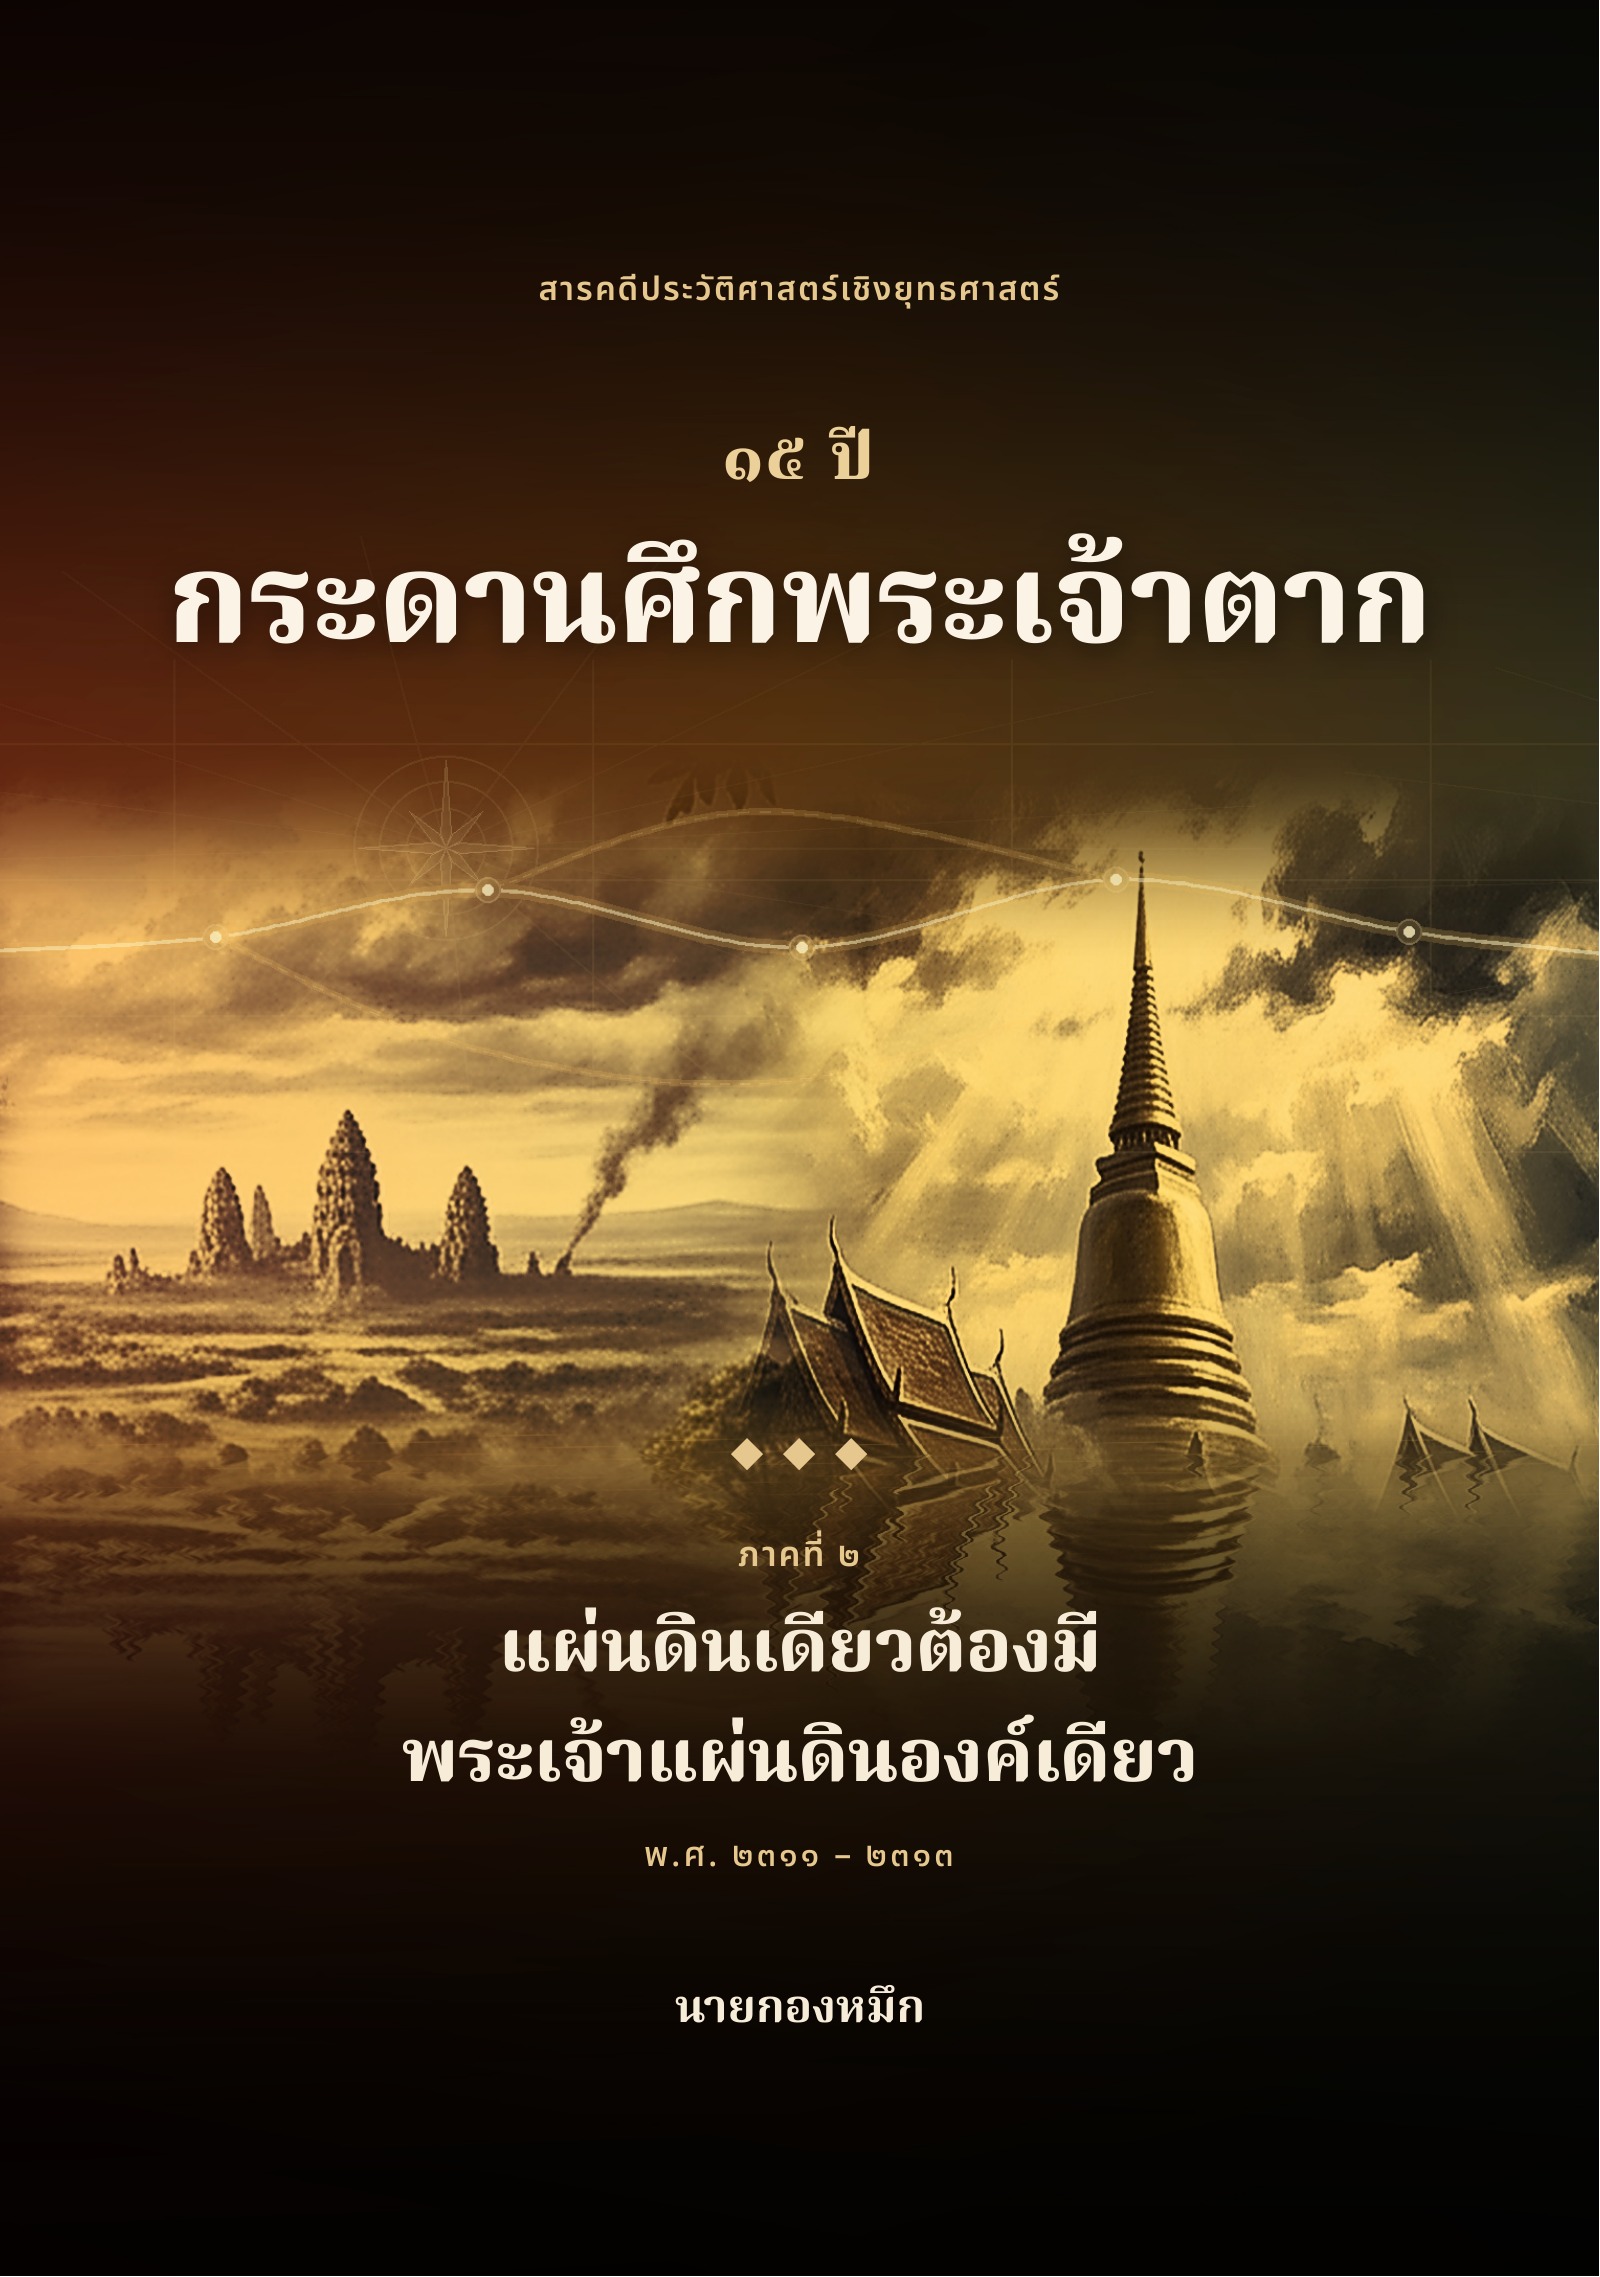 สารคดีประวัติศาสตร์เชิงยุทธศาสตร์
๑๕ ปี
กระดานศึกพระเจ้าตาก
ภาคที่ ๒
แผ่นดินเดียวต้องมี
พระเจ้าแผ่นดินองค์เดียว
พ.ศ. ๒๓๑๑ – ๒๓๑๓
นายกองหมึก